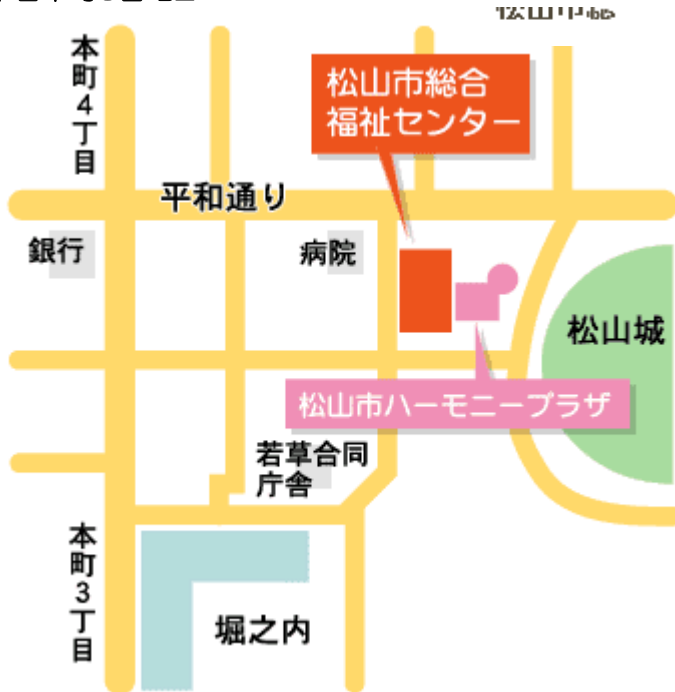 本町4丁目
松山市総合
福祉センター
平和通り
銀行
病院
松山城
松山市ハーモニープラザ
若草合同
庁舎
本町3丁目
堀之内